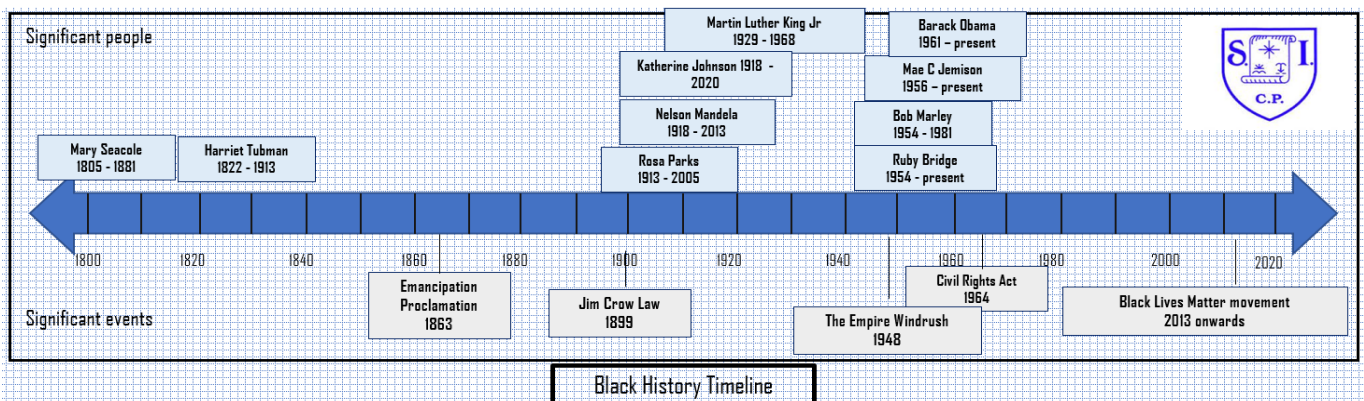 Significant people
Martin Luther King Jr
1929 - 1968
Barack Obama
1961 – present
Katherine Johnson 1918 -
2020
Mae C Jemison
1956 – present
Nelson Mandela
1918 - 2013
Bob Marley
1954 - 1981
Mary Seacole
1805 - 1881
Harriet Tubman
1822 - 1913
Rosa Parks
1913 - 2005
Ruby Bridge
1954 - present
S. I.
C.P.
1800 1820 1840 1860 1880 1900 1920 1940 1960 1980 2000 2020
Significant events
Emancipation
Proclamation
1863
Jim Crow Law
1899
The Empire Windrush
1948
Civil Rights Act
1964
Black Lives Matter movement
2013 onwards
Black History Timeline